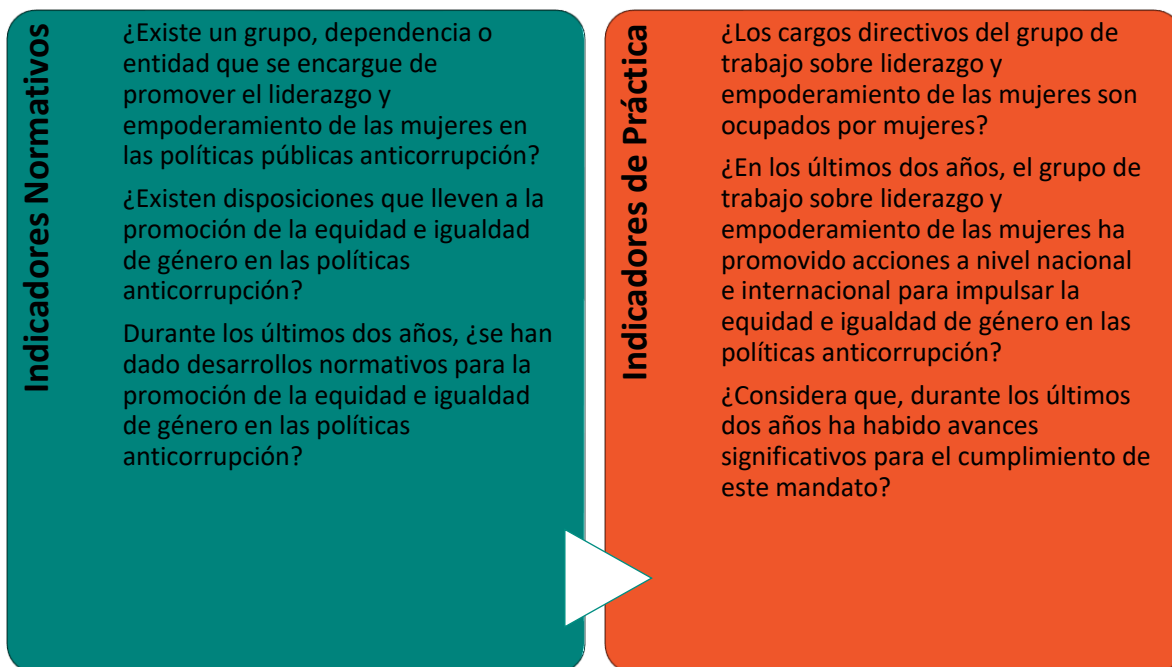 Indicadores Normativos
¿Existe un grupo, dependencia o
entidad que se encargue de
promover el liderazgo y
empoderamiento de las mujeres en
las políticas públicas anticorrupción?
¿Existen disposiciones que lleven a la
promoción de la equidad e igualdad
de género en las políticas
anticorrupción?
Durante los últimos dos años, ¿se han
dado desarrollos normativos para la
promoción de la equidad e igualdad
de género en las políticas
anticorrupción?
Indicadores de Práctica
¿Los cargos directivos del grupo de
trabajo sobre liderazgo y
empoderamiento de las mujeres son
ocupados por mujeres?
¿En los últimos dos años, el grupo de
trabajo sobre liderazgo y
empoderamiento de las mujeres ha
promovido acciones a nivel nacional
e internacional para impulsar la
equidad e igualdad de género en las
políticas anticorrupción?
¿Considera que, durante los últimos
dos años ha habido avances
significativos para el cumplimiento de
este mandato?